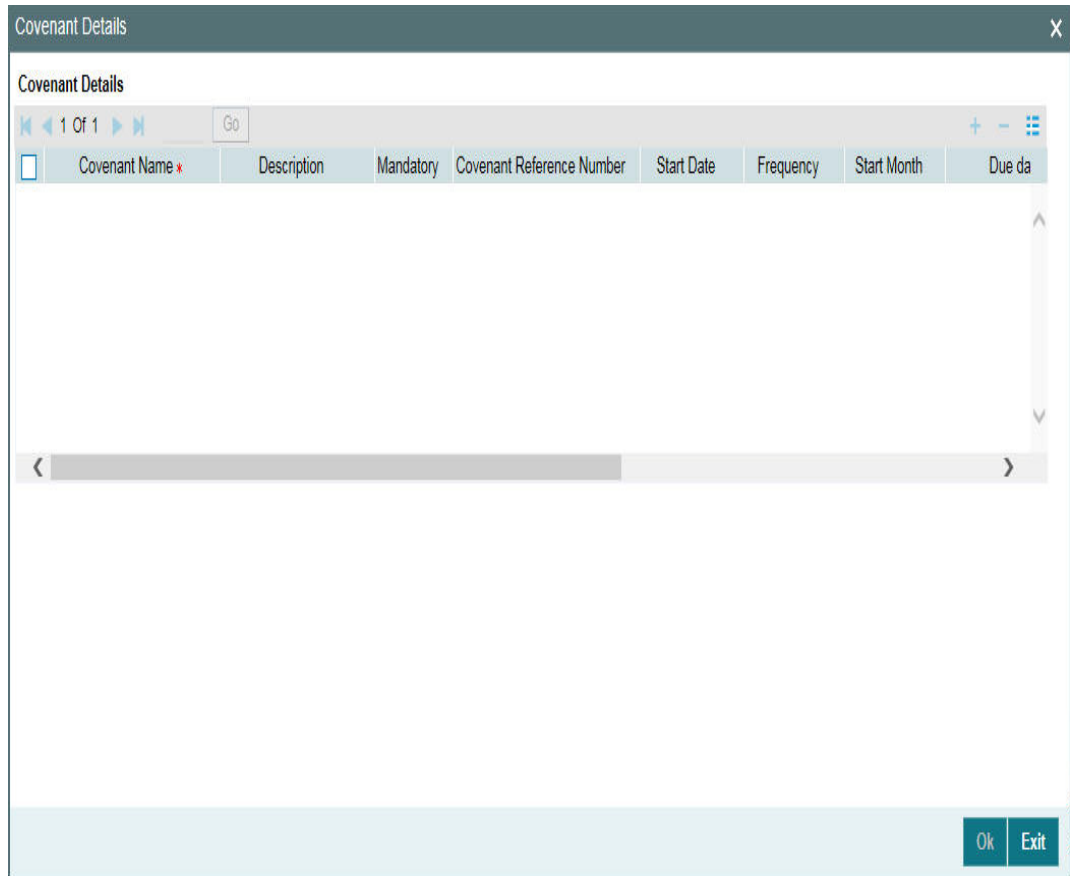 Covenant Details X
Covenant Details
1 Of 1 Go + -
Covenant Name * Description Mandatory Covenant Reference Number Start Date Frequency Start Month Due da
Ok Exit